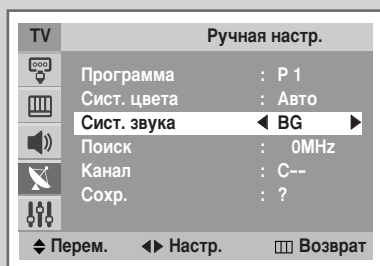 TV Ручная настр.
Программа : P 1
Сист. цвета : Авто
Сист. звука ◀ BG ▶
Поиск : 0MHz
Канал : C--
Сохр. : ?
Перем. Настр. Возврат